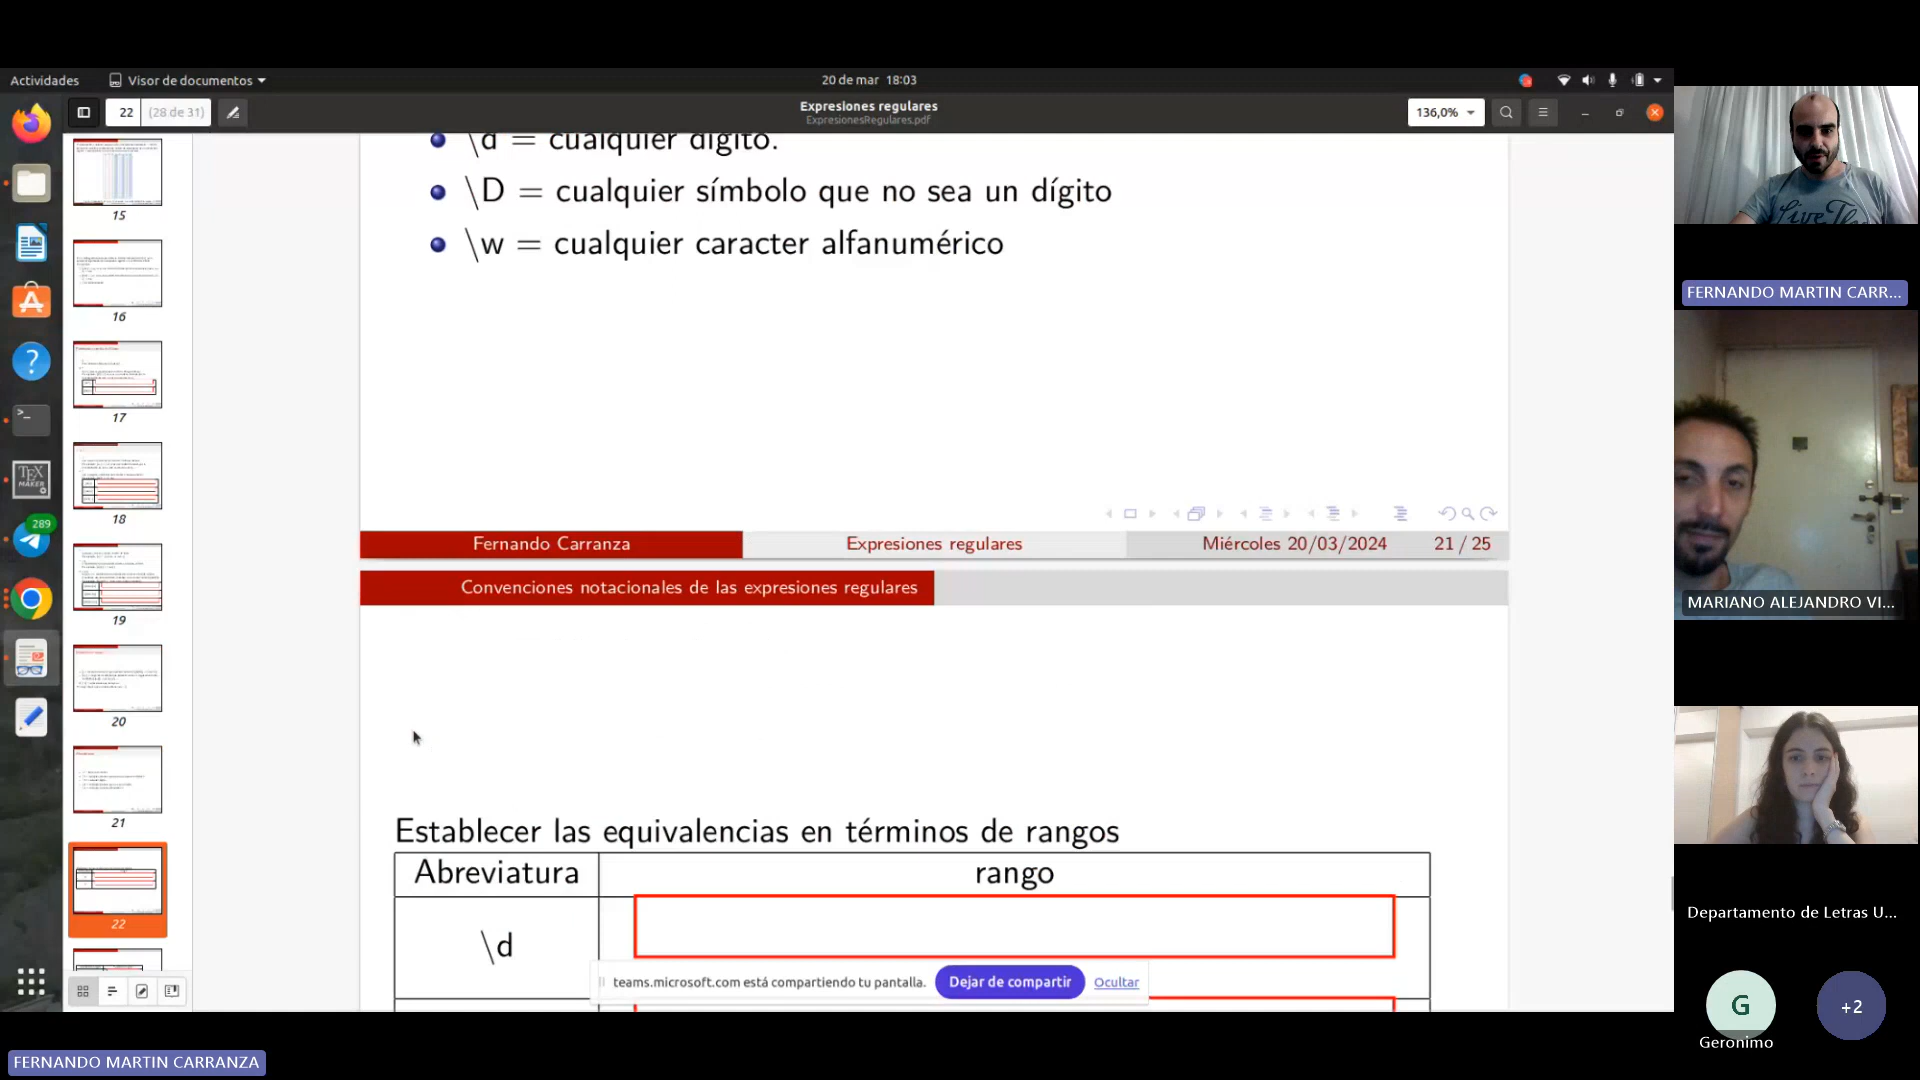 Actividades
Visor de documentos
20 de mar 18:03
22
(28 de 31)
Expresiones regulares
ExpresionesRegulares.pdf
136,0%
\d = cualquier dígito.
\D = cualquier símbolo que no sea un dígito
\w = cualquier caracter alfanumérico
Fernando Carranza
Expresiones regulares
Miércoles 20/03/2024
21 / 25
Convenciones notacionales de las expresiones regulares
Establecer las equivalencias en términos de rangos
Abreviatura
rango
\d
teams.microsoft.com está compartiendo tu pantalla.
Dejar de compartir
Ocultar
15
16
17
18
19
20
21
22
TEX
MAKER
289
FERNANDO MARTIN CARR...
MARIANO ALEJANDRO VI...
Departamento de Letras U...
G
Geronimo
+2
FERNANDO MARTIN CARRANZA